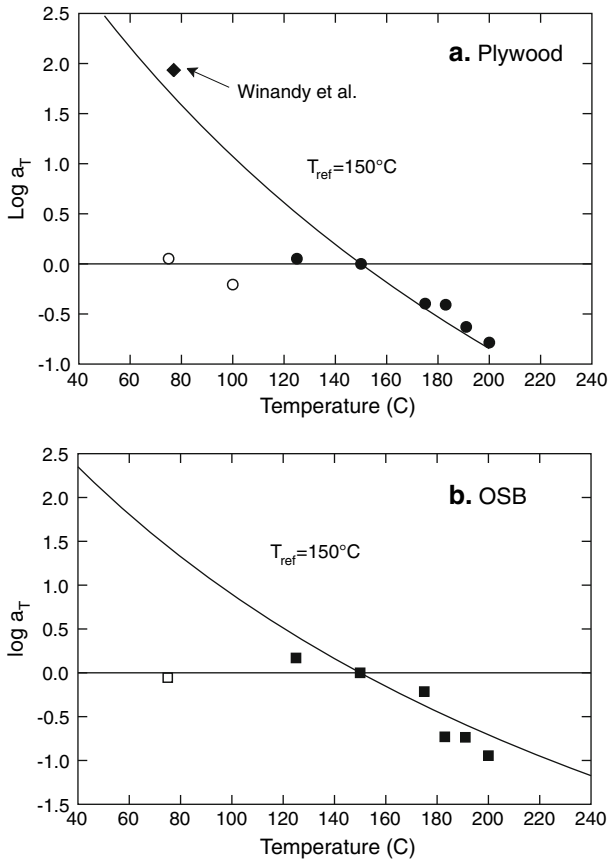 2.5
a. Plywood
2.0
Winandy et al.
1.5
Log aT
1.0
Tref=150°C
0.5
0.0
-0.5
-1.0
40 60 80 100 120 140 160 180 200 220 240
Temperature (C)
2.5
b. OSB
2.0
1.5
Tref=150°C
1.0
log aT
0.5
0.0
-0.5
-1.0
-1.5
40 60 80 100 120 140 160 180 200 220 240
Temperature (C)